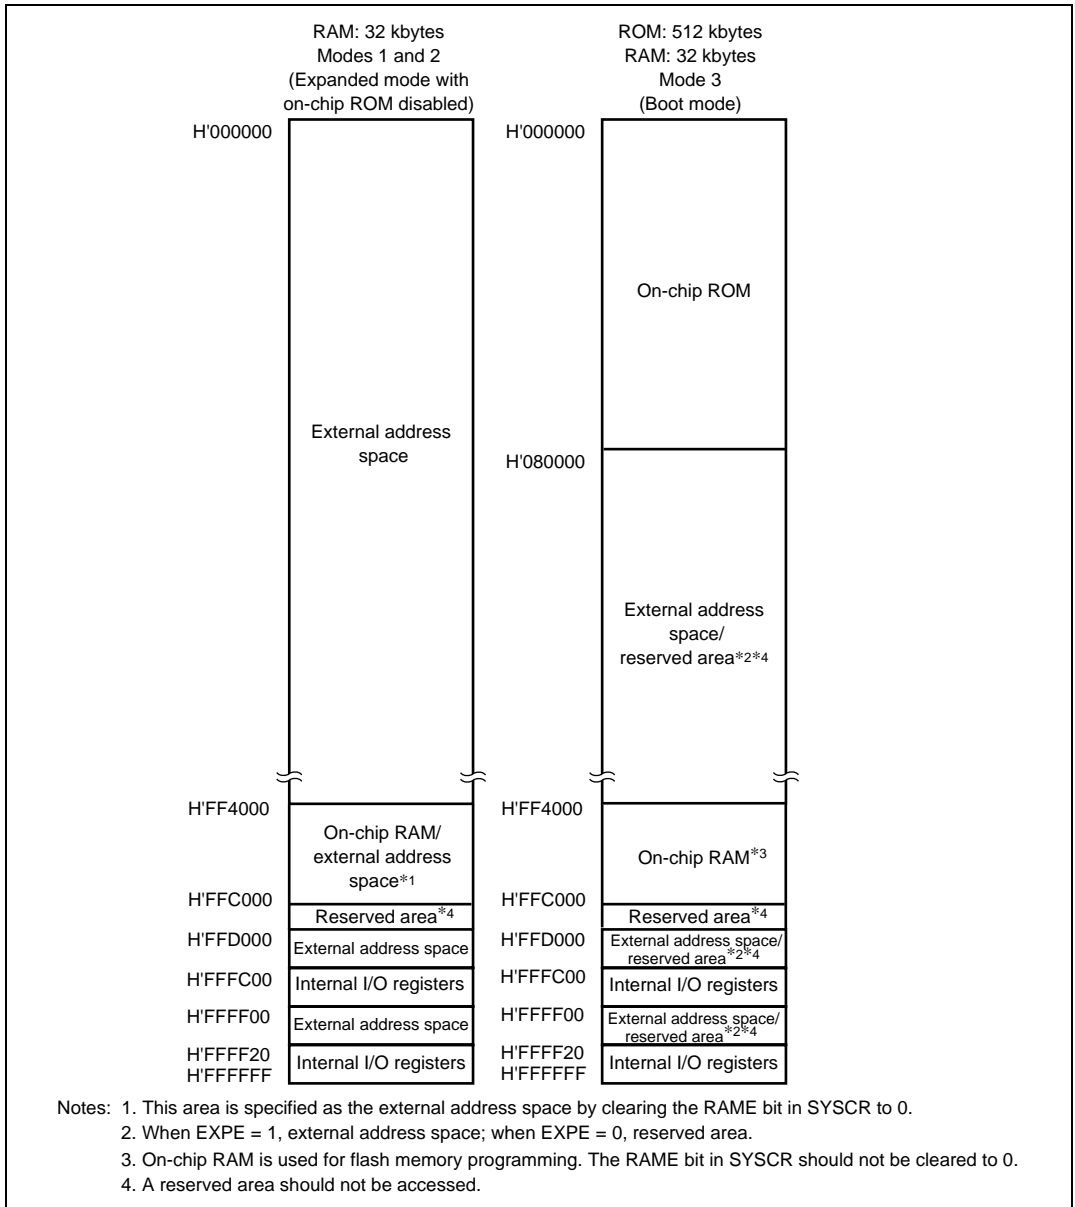 RAM: 32 kbytes
Modes 1 and 2
(Expanded mode with
on-chip ROM disabled)
H'000000
External address
space
H'FF4000
On-chip RAM/
external address
space*1
H'FFC000
Reserved area*4
H'FFD000
External address space
H'FFFC00
Internal I/O registers
H'FFFF00
External address space
H'FFFF20
Internal I/O registers
H'FFFFFF
ROM: 512 kbytes
RAM: 32 kbytes
Mode 3
(Boot mode)
H'000000
On-chip ROM
H'080000
External address
space/
reserved area*2*4
H'FF4000
On-chip RAM*3
H'FFC000
Reserved area*4
H'FFD000
External address space/
reserved area*2*4
H'FFFC00
Internal I/O registers
H'FFFF00
External address space/
reserved area*2*4
H'FFFF20
Internal I/O registers
H'FFFFFF
Notes: 1. This area is specified as the external address space by clearing the RAME bit in SYSCR to 0.
2. When EXPE = 1, external address space; when EXPE = 0, reserved area.
3. On-chip RAM is used for flash memory programming. The RAME bit in SYSCR should not be cleared to 0.
4. A reserved area should not be accessed.